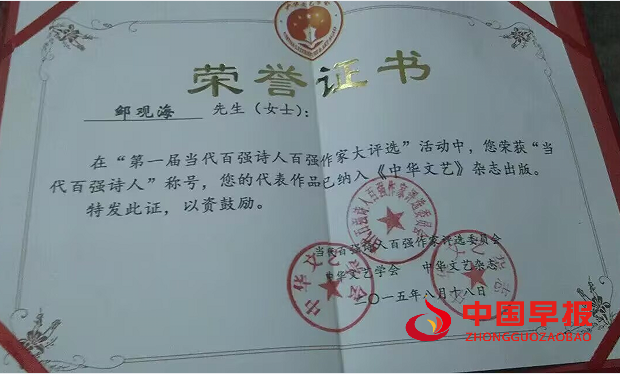 荣誉证书
邹观海 先生（女士）：
在“第一届当代百强诗人百强作家大评选”活动中，您荣获“当
代百强诗人”称号，您的代表作品已纳入《中华文艺》杂志出版。
特发此证，以资鼓励。
当代百强诗人百强作家评选委员会
中华文艺学会 中华文艺杂志
二〇一五年八月十八日
中国早报
ZHONGGUOZAOBAO